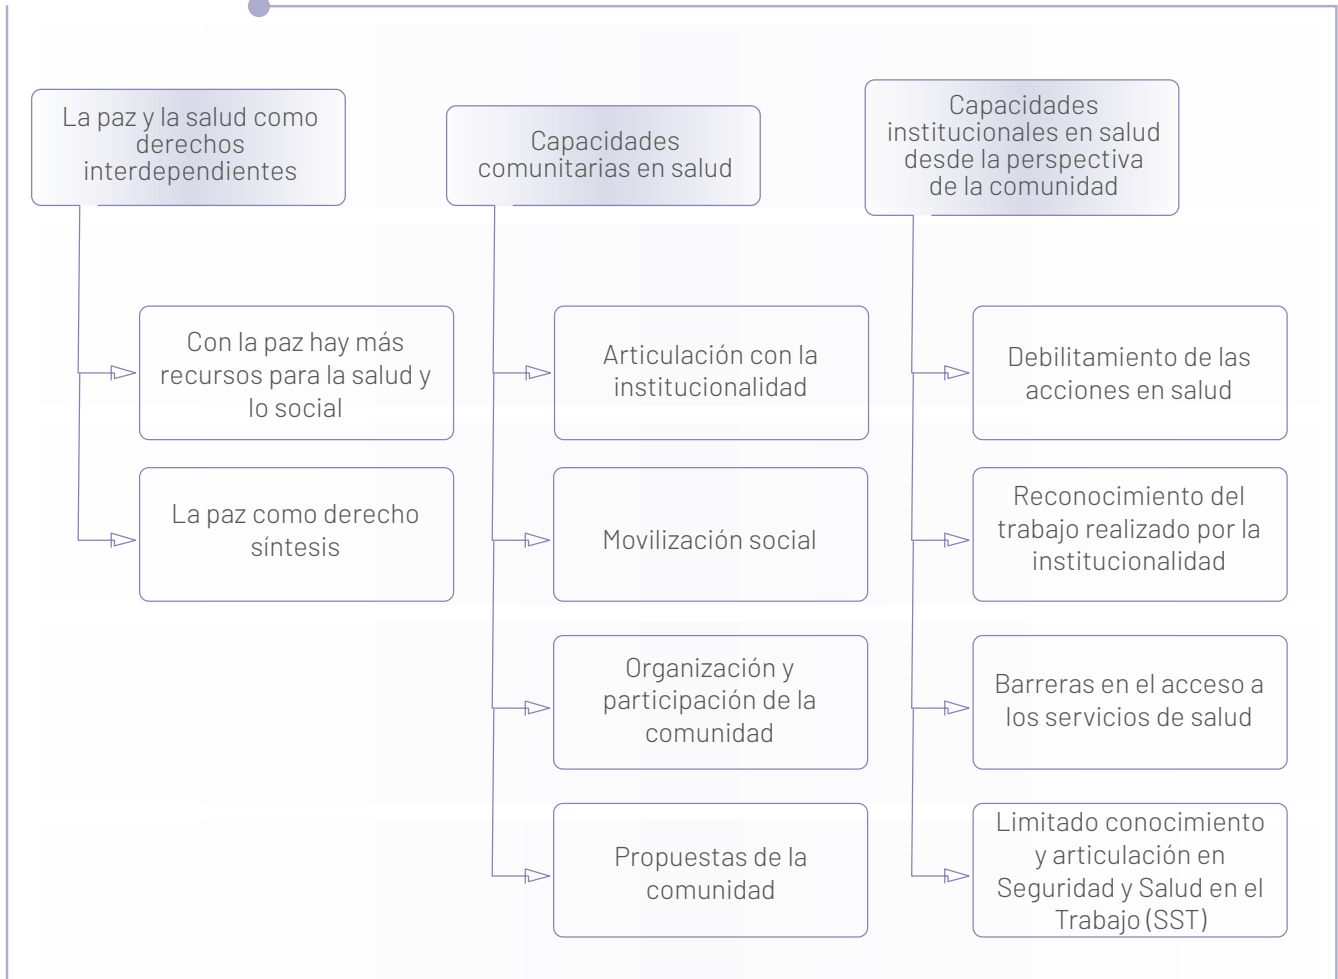 La paz y la salud como
derechos
interdependientes
Con la paz hay más
recursos para la salud y
lo social
La paz como derecho
síntesis
Capacidades
comunitarias en salud
Articulación con la
institucionalidad
Movilización social
Organización y
participación de la
comunidad
Propuestas de la
comunidad
Capacidades
institucionales en salud
desde la perspectiva
de la comunidad
Debilitamiento de las
acciones en salud
Reconocimiento del
trabajo realizado por la
institucionalidad
Barreras en el acceso a
los servicios de salud
Limitado conocimiento
y articulación en
Seguridad y Salud en el
Trabajo (SST)